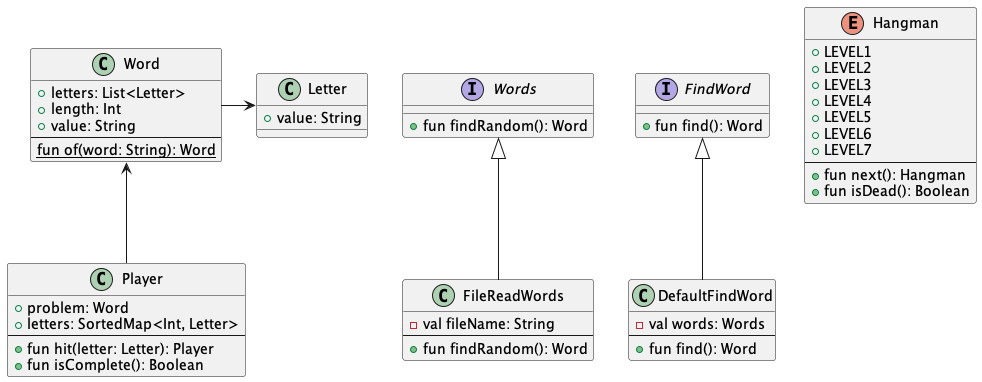 C Word
letters: List<Letter>
length: Int
value: String
fun of(word: String): Word
C Letter
value: String
I Words
fun findRandom(): Word
I FindWord
fun find(): Word
E Hangman
LEVEL1
LEVEL2
LEVEL3
LEVEL4
LEVEL5
LEVEL6
LEVEL7
fun next(): Hangman
fun isDead(): Boolean
C Player
problem: Word
letters: SortedMap<Int, Letter>
fun hit(letter: Letter): Player
fun isComplete(): Boolean
C FileReadWords
val fileName: String
fun findRandom(): Word
C DefaultFindWord
val words: Words
fun find(): Word